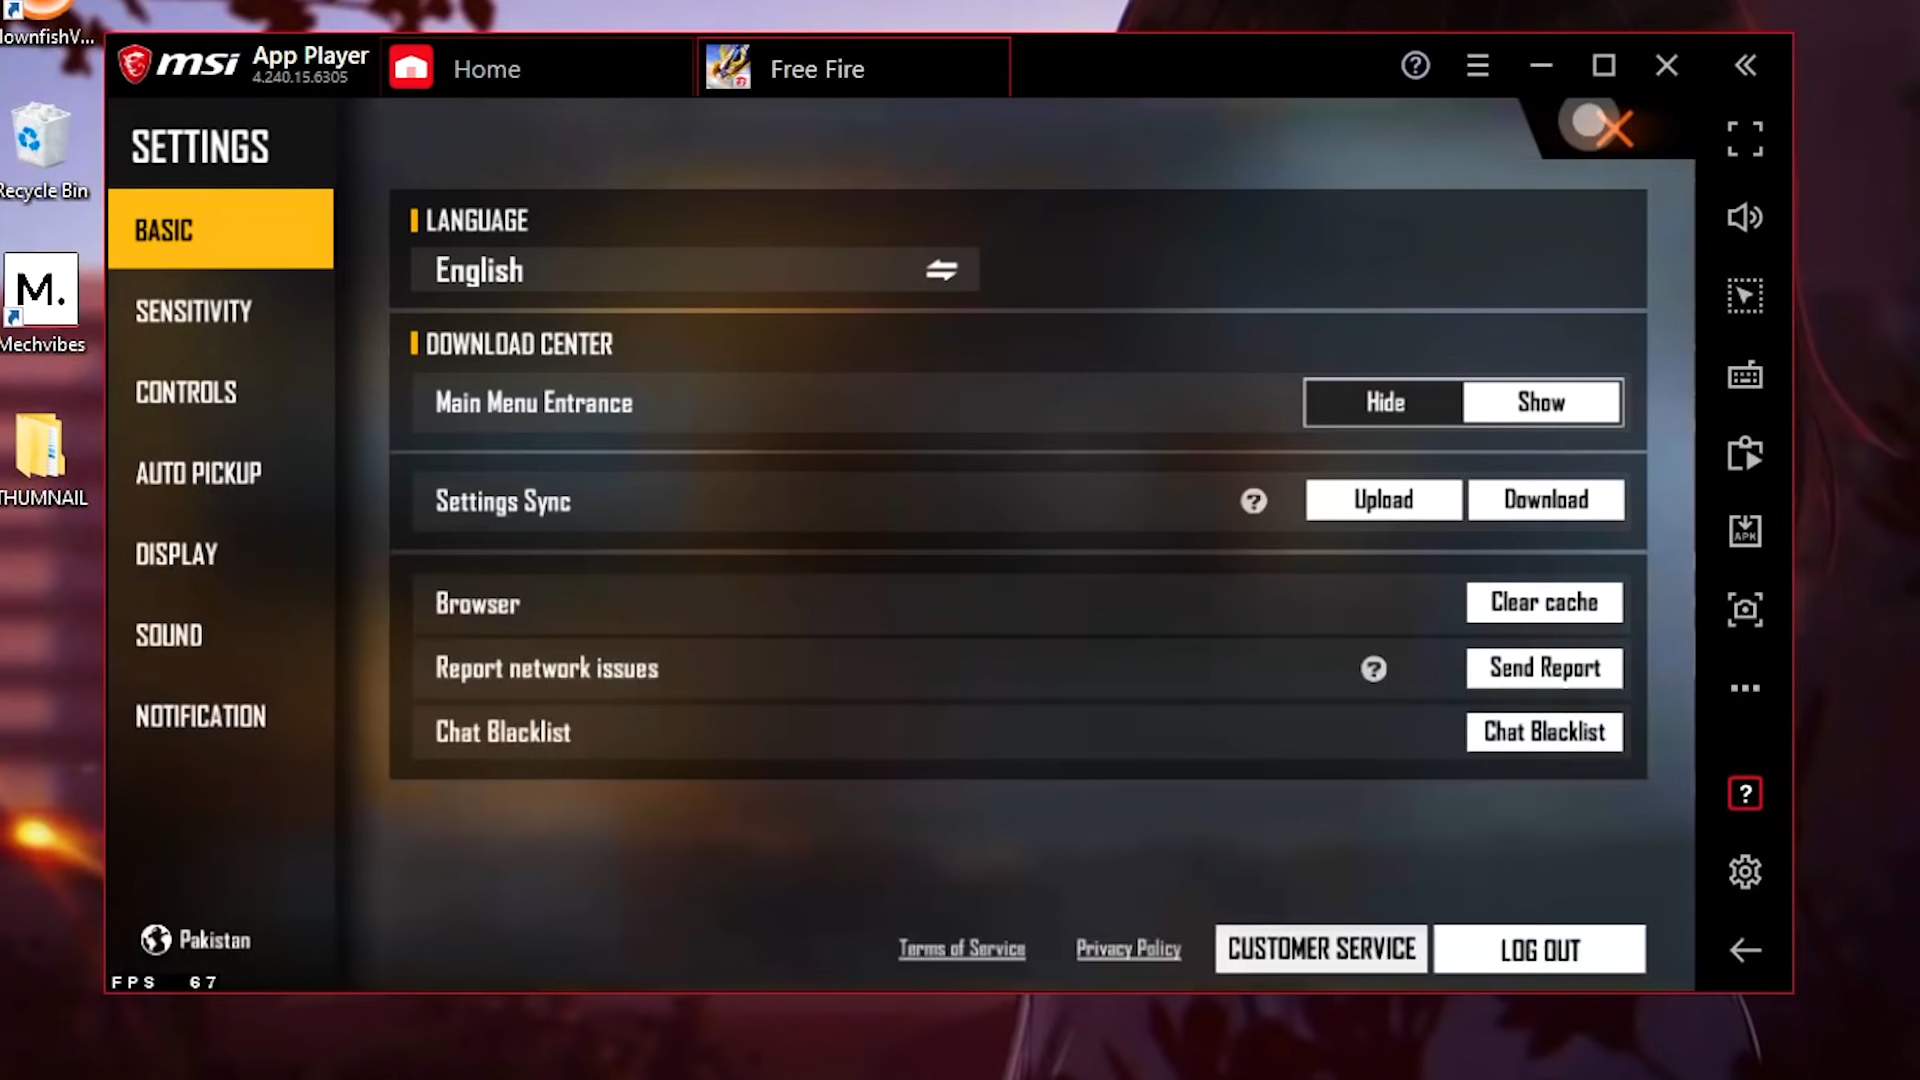 ownfishV...
Recycle Bin
M.
Mechvibes
THUMNAIL
msi App Player
4.240.15.6305
Home
Free Fire
SETTINGS
BASIC
SENSITIVITY
CONTROLS
AUTO PICKUP
DISPLAY
SOUND
NOTIFICATION
Pakistan
FPS 67
LANGUAGE
English
DOWNLOAD CENTER
Main Menu Entrance
Hide
Show
Settings Sync
?
Upload
Download
Browser
Clear cache
Report network issues
?
Send Report
Chat Blacklist
Chat Blacklist
Terms of Service
Privacy Policy
CUSTOMER SERVICE
LOG OUT
?
APK
?